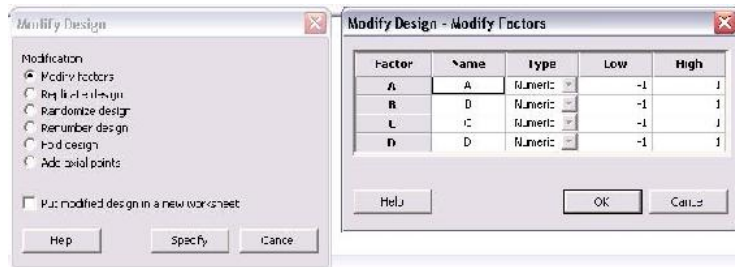 Modify Design
Modification
Modify factors
Replicate design
Randomize design
Renumber design
Fold design
Add axial points
Put modified design in a new worksheet
Help Specify Cancel
Modify Design - Modify Factors
Factor Name Type Low High
A A Numeric -1 1
B B Numeric -1 1
C C Numeric -1 1
D D Numeric -1 1
Help OK Cancel